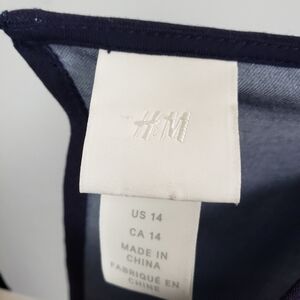 H&M
US 14
CA 14
MADE IN
CHINA
FABRIQUÉ EN
CHINE